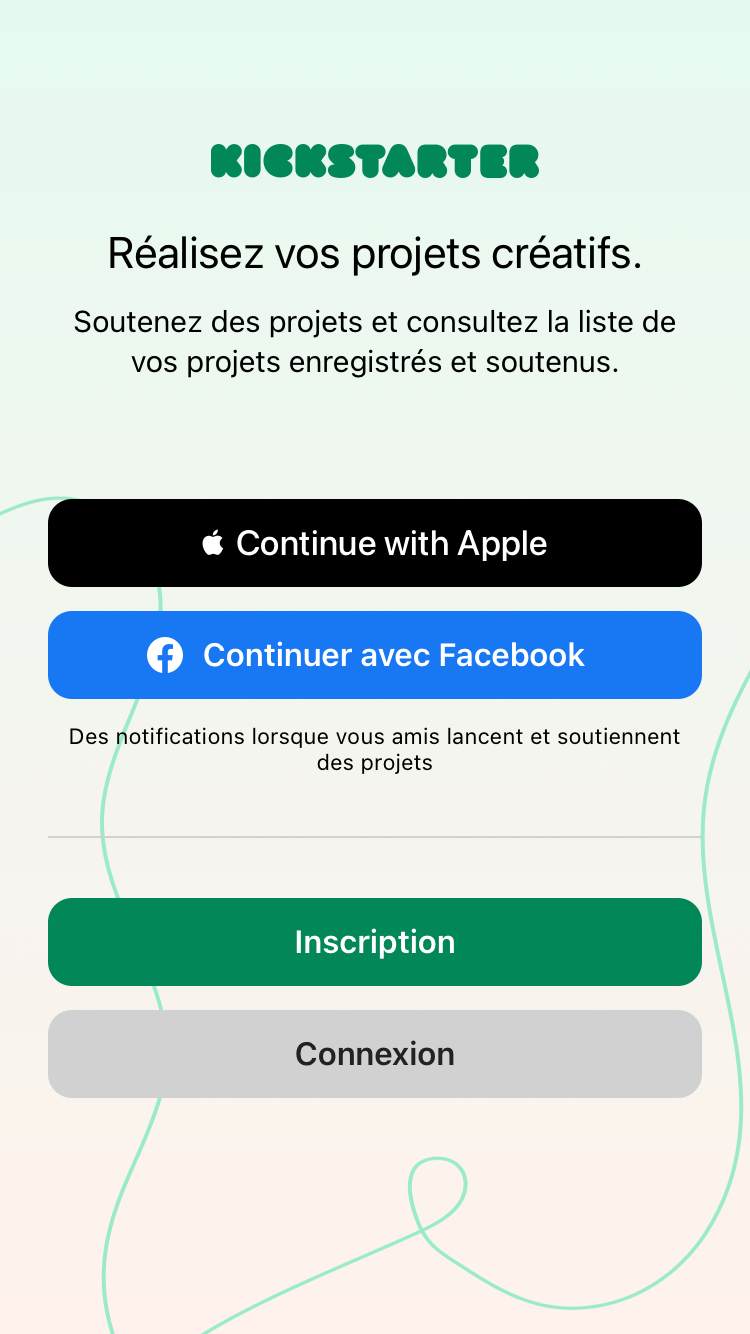 KICKSTARTER
Réalisez vos projets créatifs.
Soutenez des projets et consultez la liste de
vos projets enregistrés et soutenus.
Continue with Apple
Continuer avec Facebook
Des notifications lorsque vous amis lancent et soutiennent
des projets
Inscription
Connexion